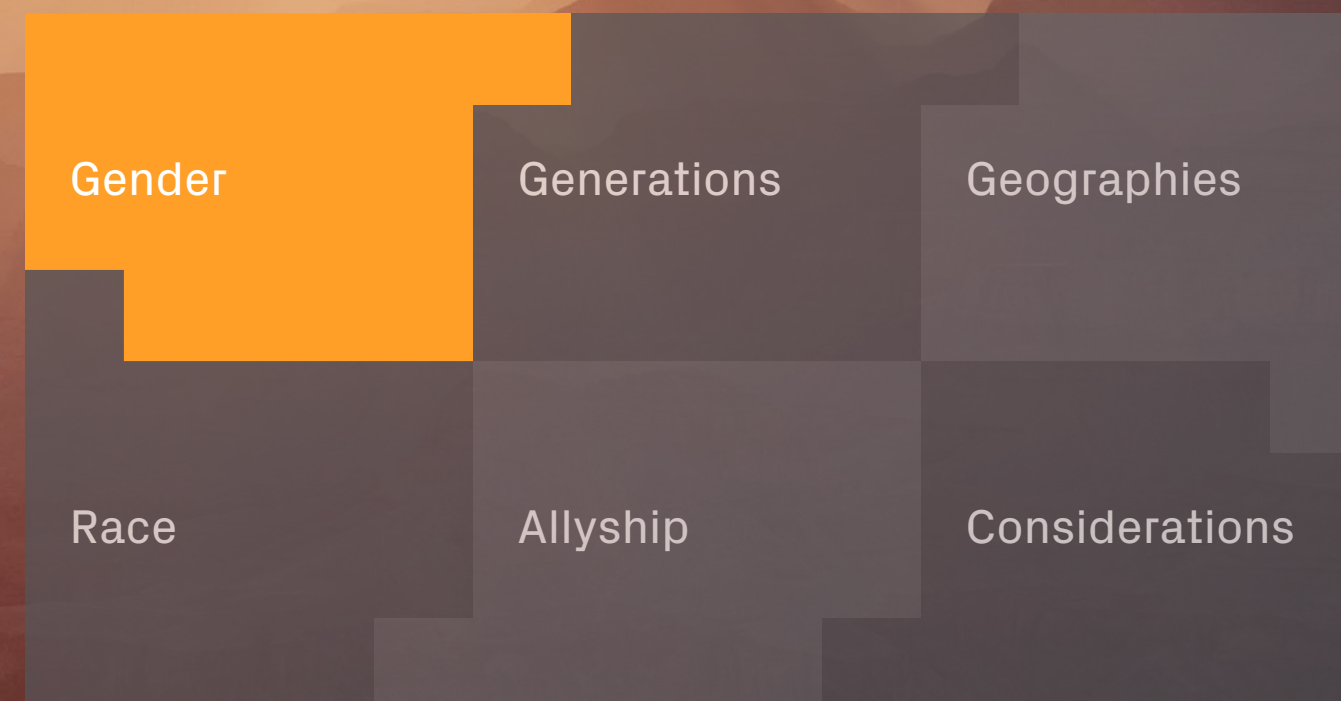 Gender
Generations
Geographies
Race
Allyship
Considerations